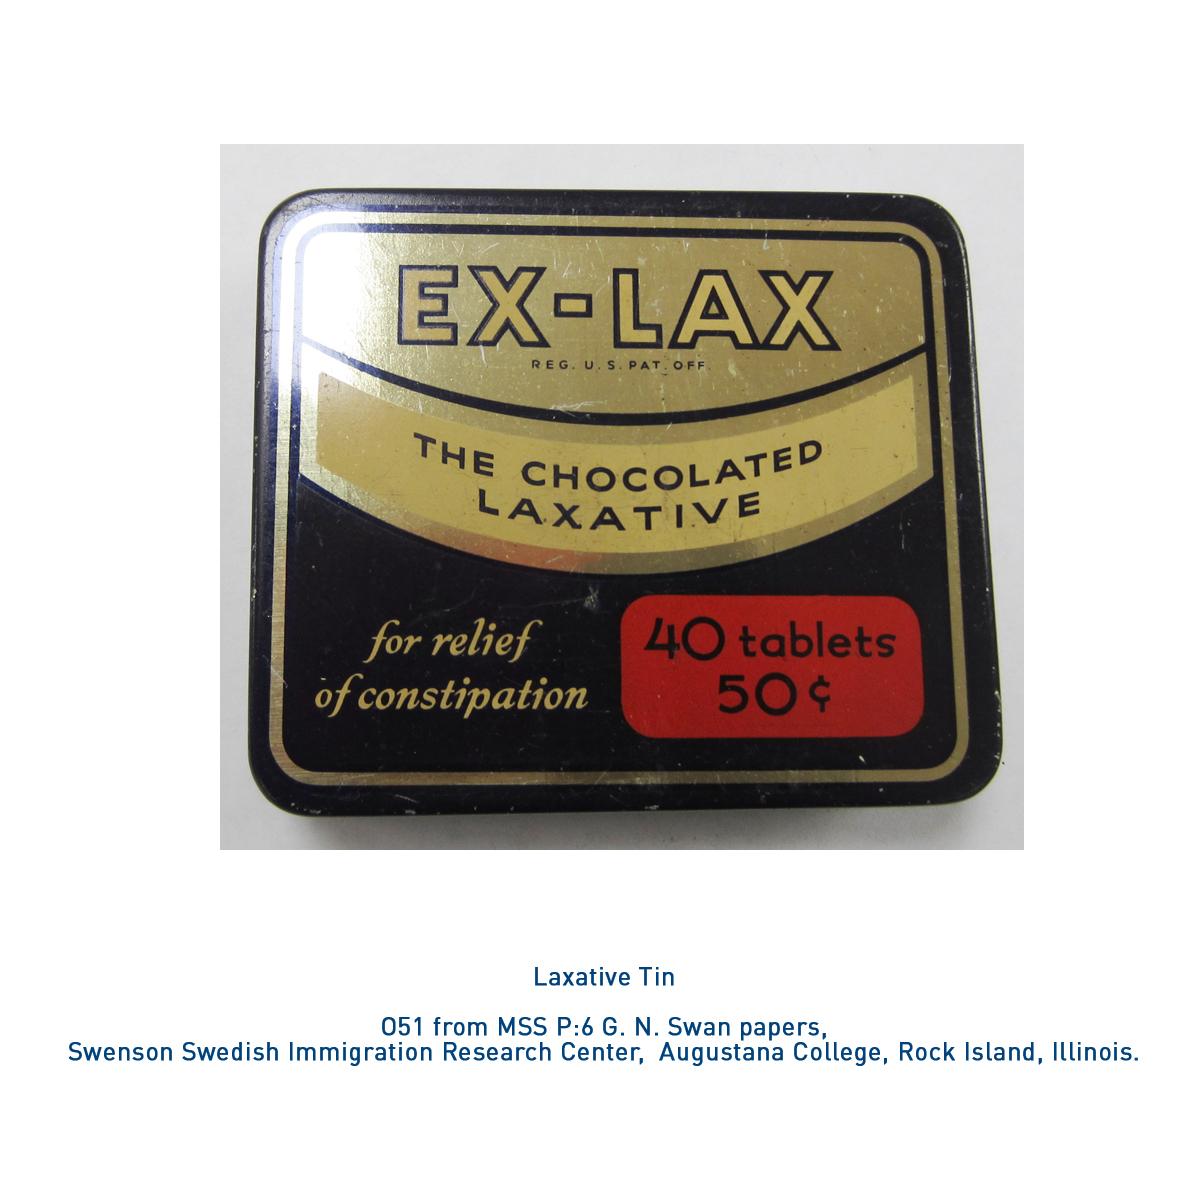 EX-LAX
REG. U.S. PAT. OFF.
THE CHOCOLATED
LAXATIVE
for relief
of constipation
40 tablets
50¢
Laxative Tin
O51 from MSS P:6 G. N. Swan papers,
Swenson Swedish Immigration Research Center, Augustana College, Rock Island, Illinois.